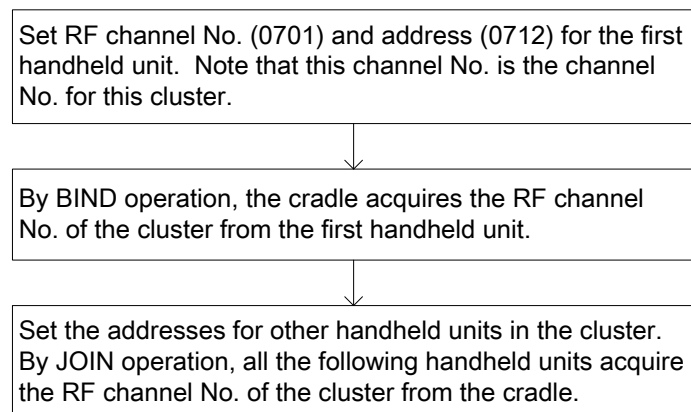 Set RF channel No. (0701) and address (0712) for the first
handheld unit.  Note that this channel No. is the channel
No. for this cluster.
By BIND operation, the cradle acquires the RF channel
No. of the cluster from the first handheld unit.
Set the addresses for other handheld units in the cluster.
By JOIN operation, all the following handheld units acquire
the RF channel No. of the cluster from the cradle.